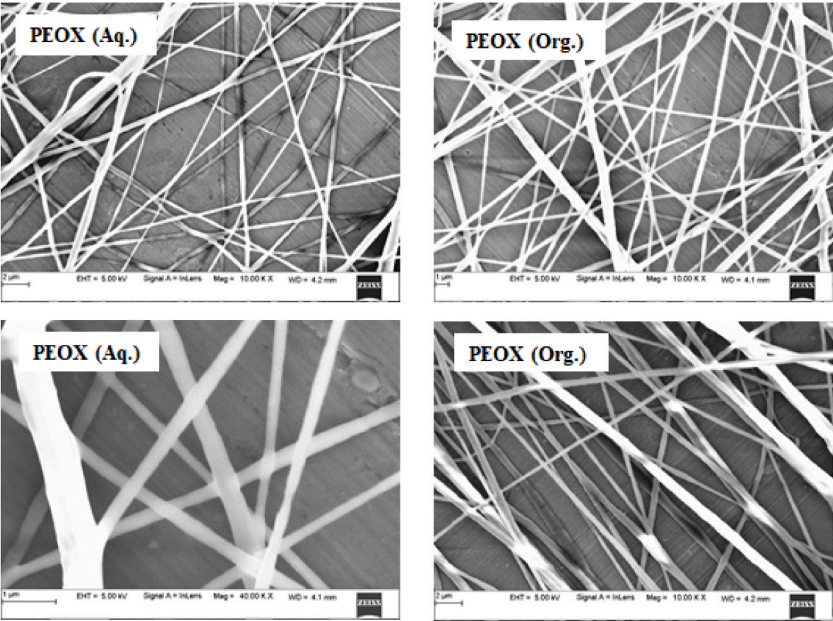 PEOX (Aq.)
2 µm EHT = 5.00 kV Signal A = InLens Mag = 10.00 K X WD = 4.2 mm ZEISS
PEOX (Org.)
1 µm EHT = 5.00 kV Signal A = InLens Mag = 10.00 K X WD = 4.1 mm ZEISS
PEOX (Aq.)
1 µm EHT = 5.00 kV Signal A = InLens Mag = 40.00 K X WD = 4.1 mm ZEISS
PEOX (Org.)
2 µm EHT = 5.00 kV Signal A = InLens Mag = 10.00 K X WD = 4.2 mm ZEISS